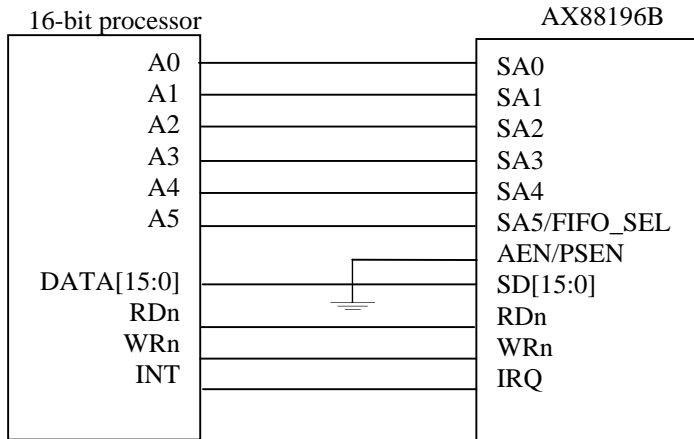 16-bit processor AX88196B
A0 SA0
A1 SA1
A2 SA2
A3 SA3
A4 SA4
A5 SA5/FIFO_SEL
AEN/PSEN
DATA[15:0] SD[15:0]
RDn RDn
WRn WRn
INT IRQ